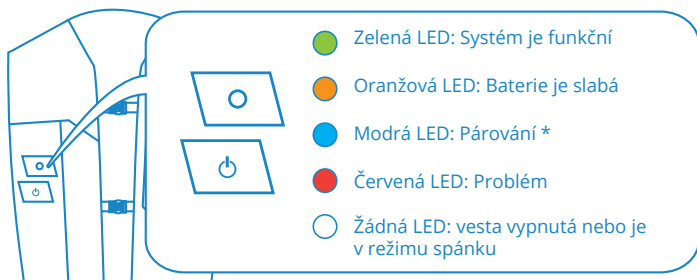 Zelená LED: Systém je funkční
Oranžová LED: Baterie je slabá
Modrá LED: Párování *
Červená LED: Problém
Žádná LED: vesta vypnutá nebo je
v režimu spánku